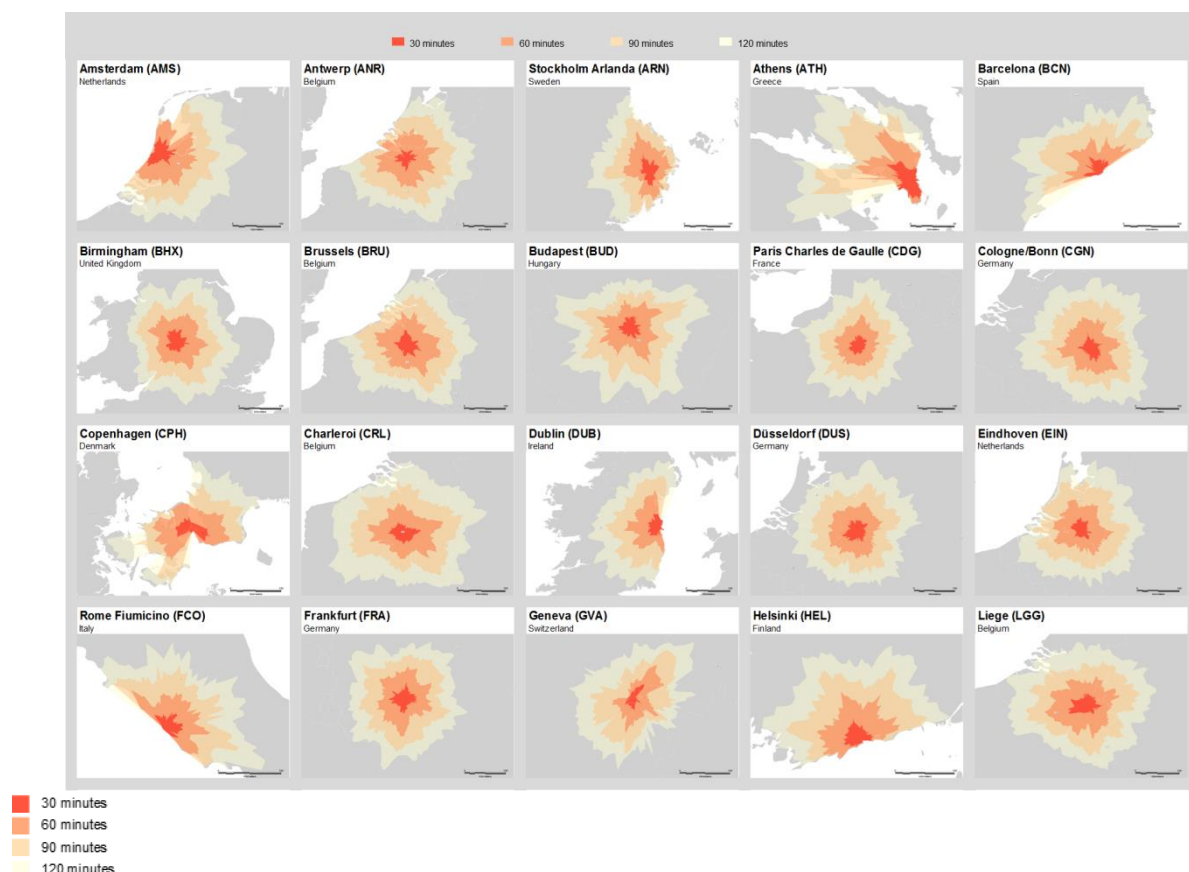 30 minutes 60 minutes 90 minutes 120 minutes
Amsterdam (AMS)
Netherlands
Antwerp (ANR)
Belgium
Stockholm Arlanda (ARN)
Sweden
Athens (ATH)
Greece
Barcelona (BCN)
Spain
Birmingham (BHX)
United Kingdom
Brussels (BRU)
Belgium
Budapest (BUD)
Hungary
Paris Charles de Gaulle (CDG)
France
Cologne/Bonn (CGN)
Germany
Copenhagen (CPH)
Denmark
Charleroi (CRL)
Belgium
Dublin (DUB)
Ireland
Düsseldorf (DUS)
Germany
Eindhoven (EIN)
Netherlands
Rome Fiumicino (FCO)
Italy
Frankfurt (FRA)
Germany
Geneva (GVA)
Switzerland
Helsinki (HEL)
Finland
Liege (LGG)
Belgium
30 minutes
60 minutes
90 minutes
120 minutes